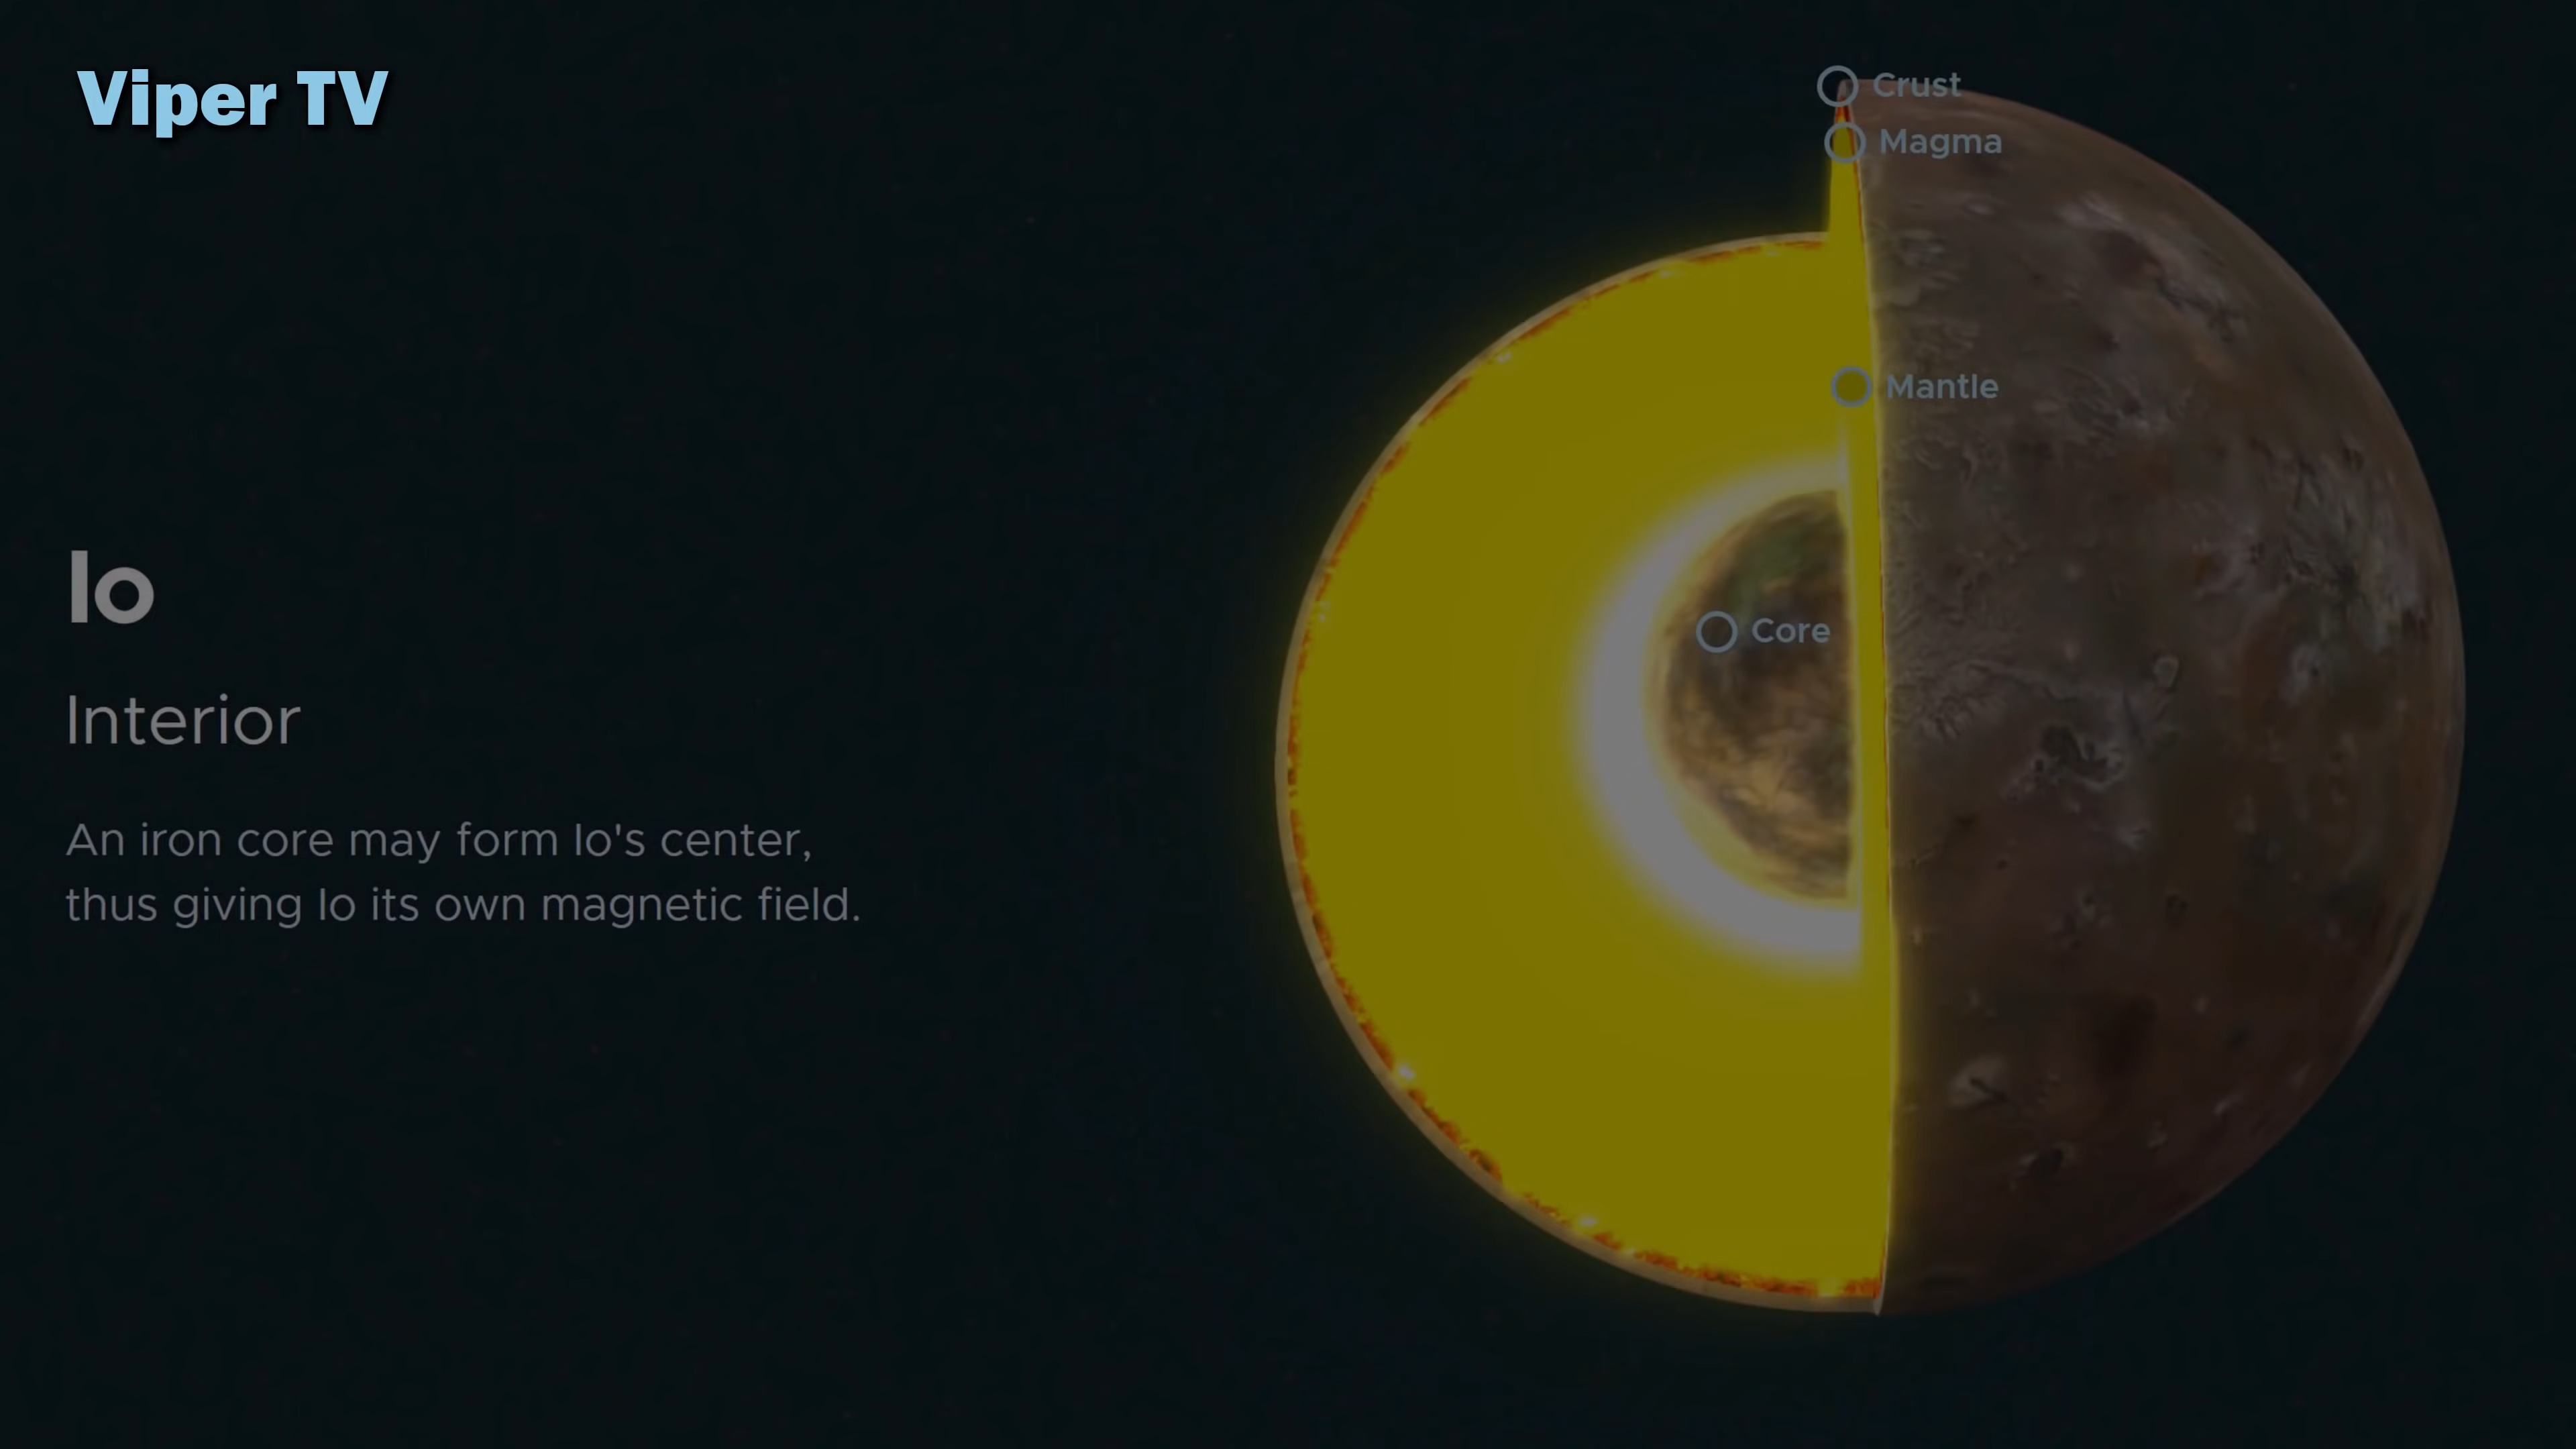 Viper TV
Crust
Magma
Mantle
Core
Io
Interior
An iron core may form Io's center,
thus giving Io its own magnetic field.